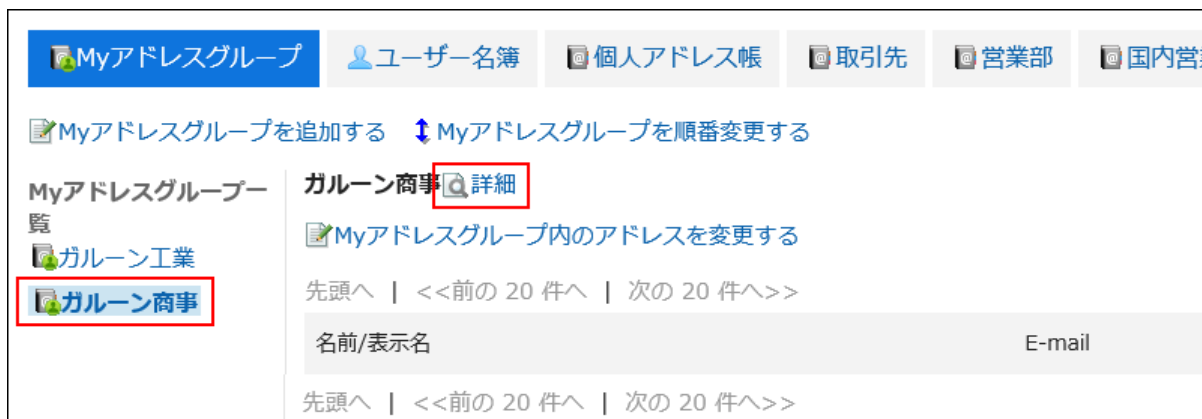 Myアドレスグループ ユーザー名簿 個人アドレス帳 取引先 営業部 国内営
Myアドレスグループを追加する Myアドレスグループを順番変更する
Myアドレスグループ一
覧
ガルーン工業
ガルーン商事
ガルーン商事 詳細
Myアドレスグループ内のアドレスを変更する
先頭へ | <<前の 20 件へ | 次の 20 件へ>>
名前/表示名 E-mail
先頭へ | <<前の 20 件へ | 次の 20 件へ>>